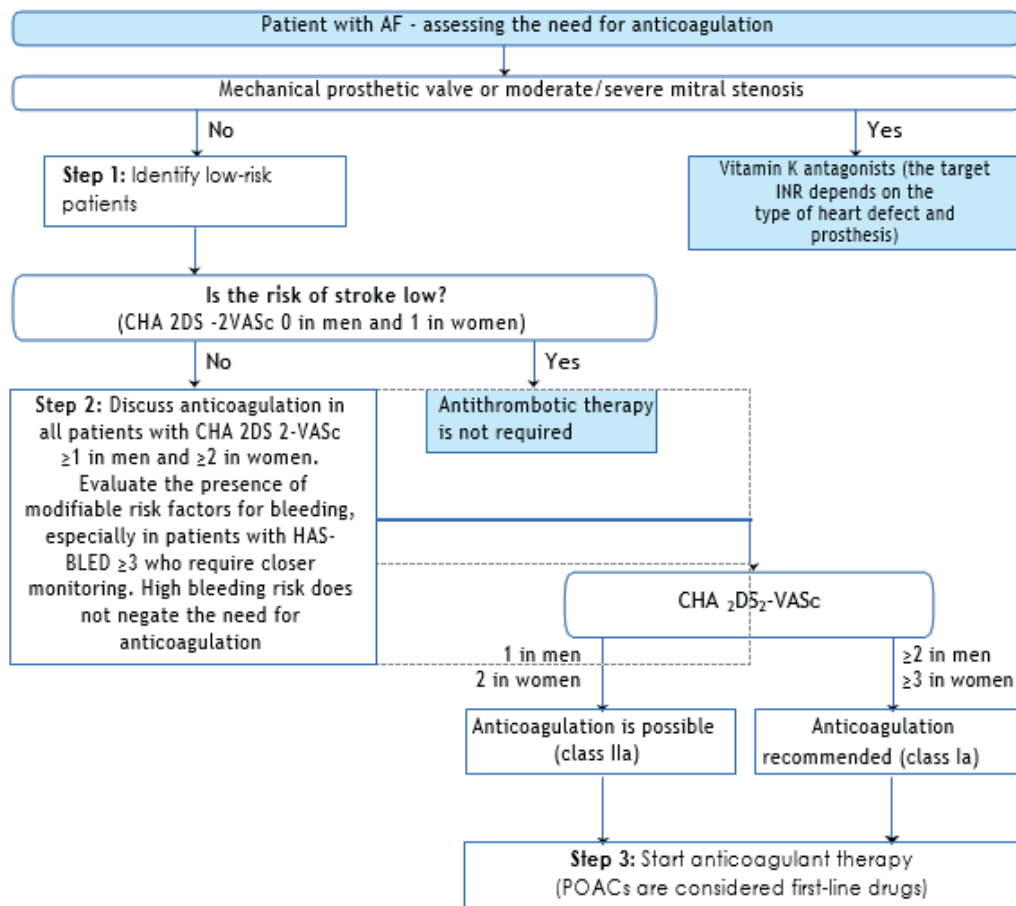 Patient with AF - assessing the need for anticoagulation
Mechanical prosthetic valve or moderate/severe mitral stenosis
No
Yes
Step 1: Identify low-risk
patients
Vitamin K antagonists (the target
INR depends on the
type of heart defect and
prosthesis)
Is the risk of stroke low?
(CHA 2DS -2VASc 0 in men and 1 in women)
No
Yes
Step 2: Discuss anticoagulation in
all patients with CHA 2DS 2-VASc
≥1 in men and ≥2 in women.
Evaluate the presence of
modifiable risk factors for bleeding,
especially in patients with HAS-
BLED ≥3 who require closer
monitoring. High bleeding risk does
not negate the need for
anticoagulation
Antithrombotic therapy
is not required
CHA ₂DS₂-VASc
1 in men
2 in women
≥2 in men
≥3 in women
Anticoagulation is possible
(class IIa)
Anticoagulation
recommended (class Ia)
Step 3: Start anticoagulant therapy
(POACs are considered first-line drugs)